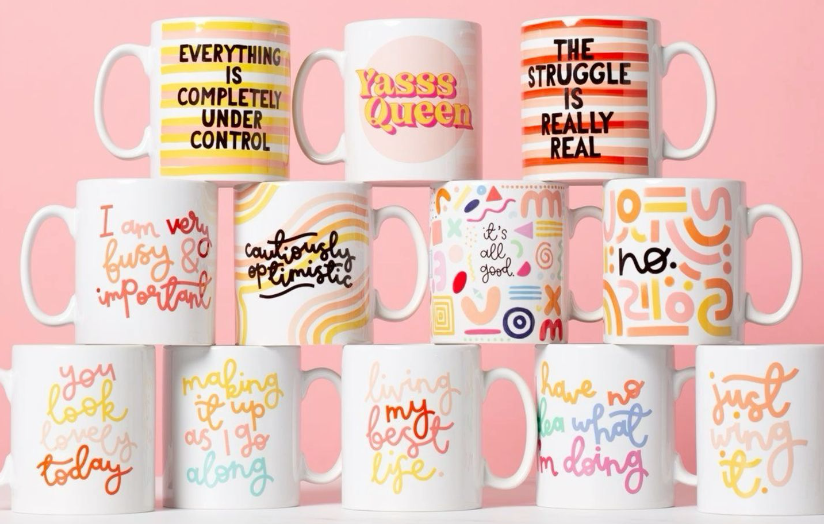 EVERYTHING
IS
COMPLETELY
UNDER
CONTROL
Yasss
Queen
THE
STRUGGLE
IS
REALLY
REAL
I am very
busy &
important
cautiously
optimistic
it's
all
good.
no.
you
look
lovely
today
making
it up
as I go
along
living
my
best
life.
have no
dea what
m doing
just
wing
it.